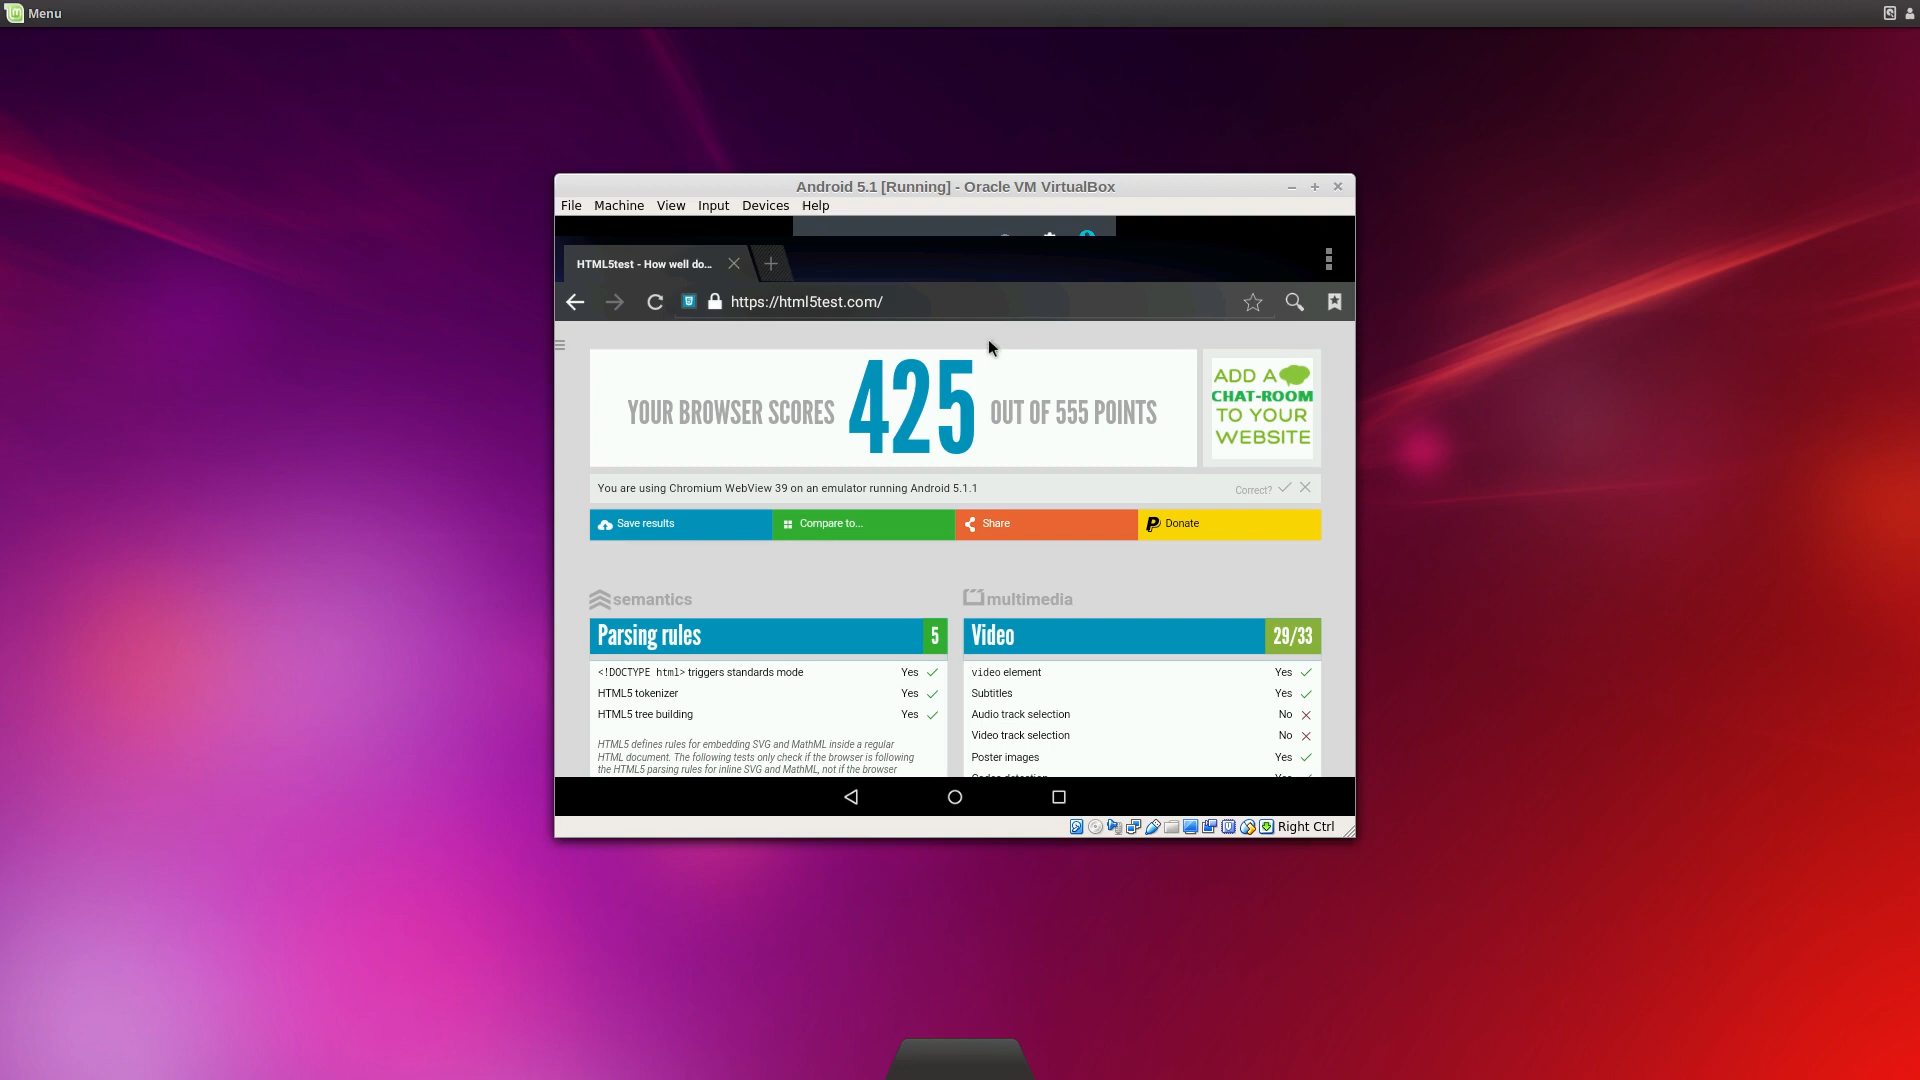 Menu
Android 5.1 [Running] - Oracle VM VirtualBox
File Machine View Input Devices Help
HTML5test - How well do...
https://html5test.com/
YOUR BROWSER SCORES 425 OUT OF 555 POINTS
ADD A
CHAT-ROOM
TO YOUR
WEBSITE
You are using Chromium WebView 39 on an emulator running Android 5.1.1
Correct?
Save results
Compare to...
Share
Donate
semantics
Parsing rules 5
<!DOCTYPE html> triggers standards mode Yes
HTML5 tokenizer Yes
HTML5 tree building Yes
HTML5 defines rules for embedding SVG and MathML inside a regular
HTML document. The following tests only check if the browser is following
the HTML5 parsing rules for inline SVG and MathML, not if the browser
multimedia
Video 29/33
video element Yes
Subtitles Yes
Audio track selection No
Video track selection No
Poster images Yes
Right Ctrl